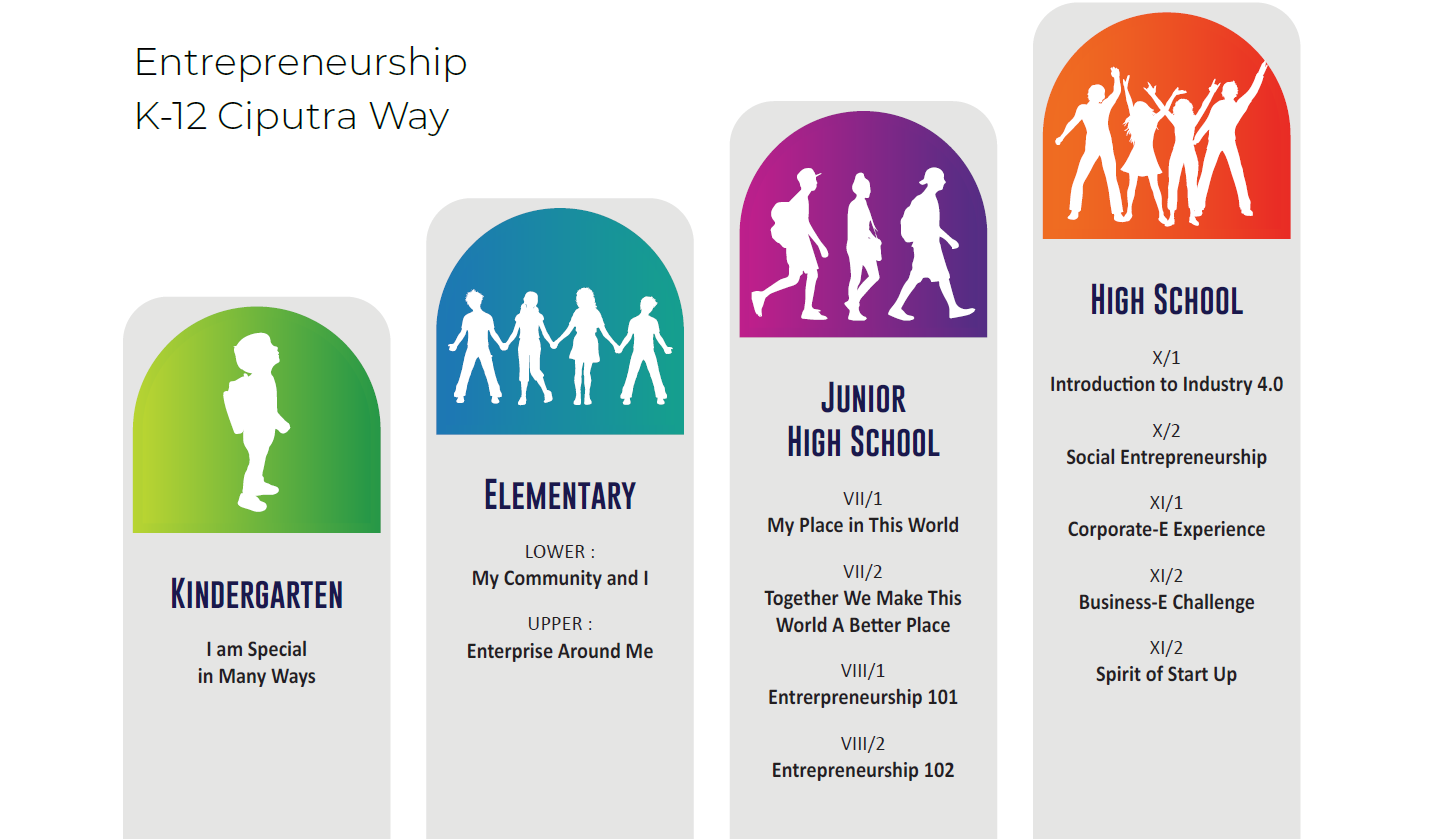 Entrepreneurship
K-12 Ciputra Way
KINDERGARTEN
I am Special
in Many Ways
ELEMENTARY
LOWER :
My Community and I
UPPER :
Enterprise Around Me
JUNIOR
HIGH SCHOOL
VII/1
My Place in This World
VII/2
Together We Make This
World A Better Place
VIII/1
Entrerpreneurship 101
VIII/2
Entrepreneurship 102
HIGH SCHOOL
X/1
Introduction to Industry 4.0
X/2
Social Entrepreneurship
XI/1
Corporate-E Experience
XI/2
Business-E Challenge
XI/2
Spirit of Start Up